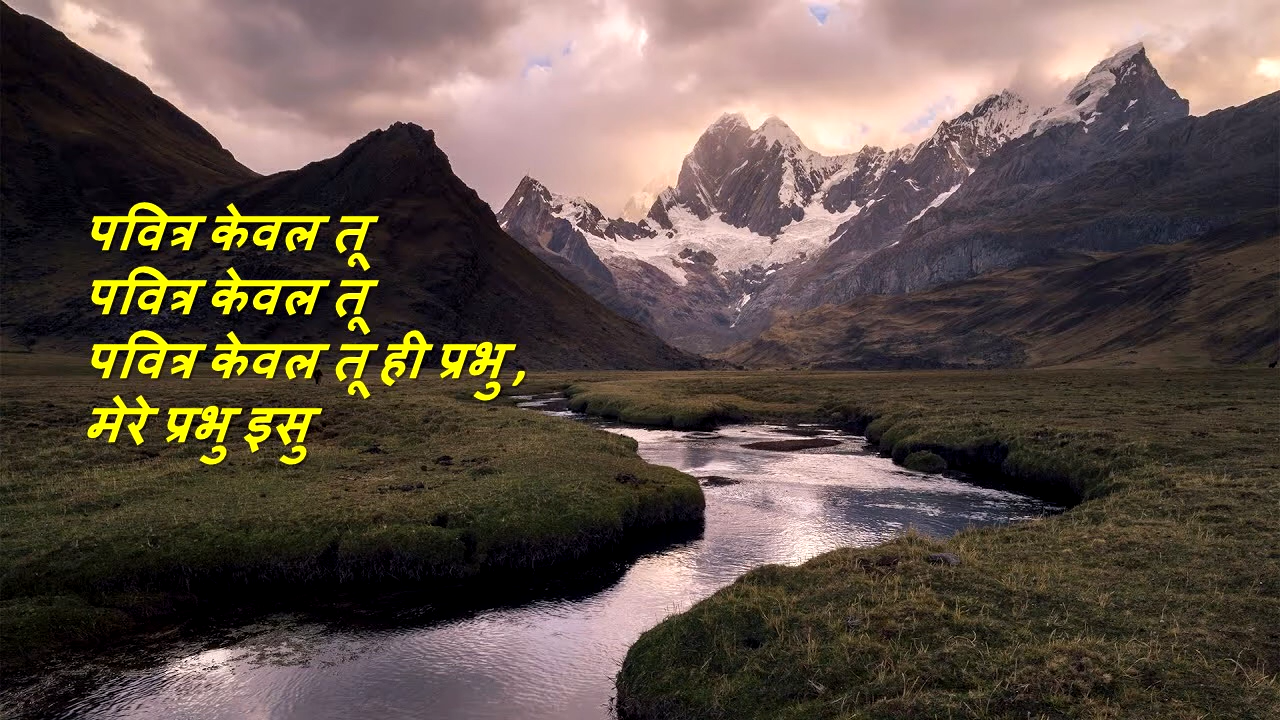 पवित्र केवल तू
पवित्र केवल तू
पवित्र केवल तू ही प्रभु,
मेरे प्रभु इसु